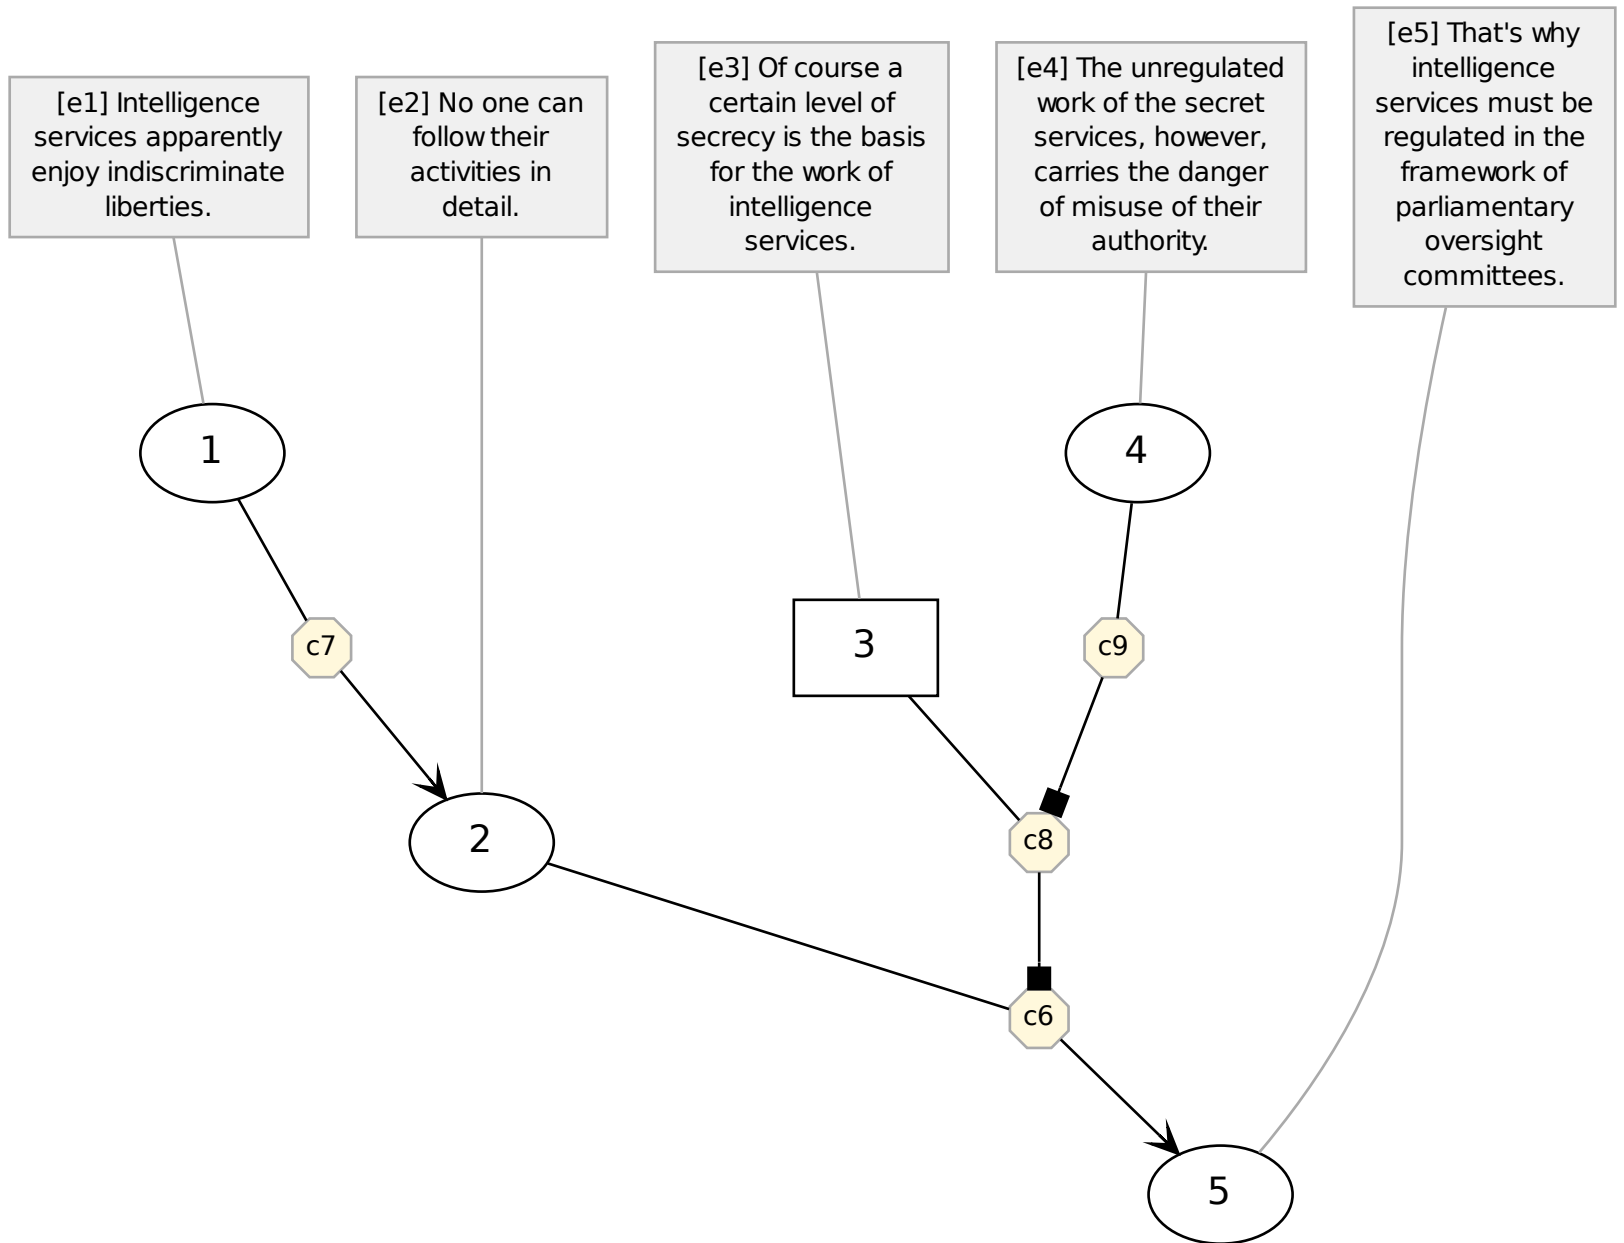 [e1] Intelligence
services apparently
enjoy indiscriminate
liberties.
[e2] No one can
follow their
activities in
detail.
[e3] Of course a
certain level of
secrecy is the basis
for the work of
intelligence
services.
[e4] The unregulated
work of the secret
services, however,
carries the danger
of misuse of their
authority.
[e5] That's why
intelligence
services must be
regulated in the
framework of
parliamentary
oversight
committees.
1
4
c7
3
c9
2
c8
c6
5